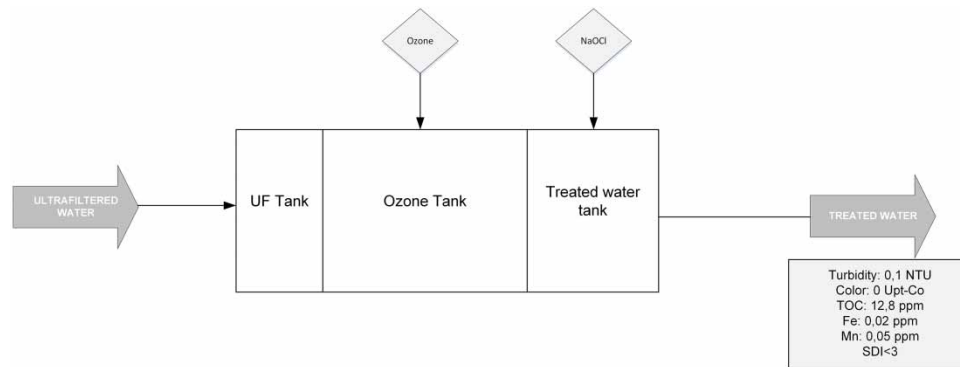 Ozone
NaOCl
ULTRAFILTERED
WATER
UF Tank
Ozone Tank
Treated water
tank
TREATED WATER
Turbidity: 0,1 NTU
Color: 0 Upt-Co
TOC: 12,8 ppm
Fe: 0,02 ppm
Mn: 0,05 ppm
SDI<3